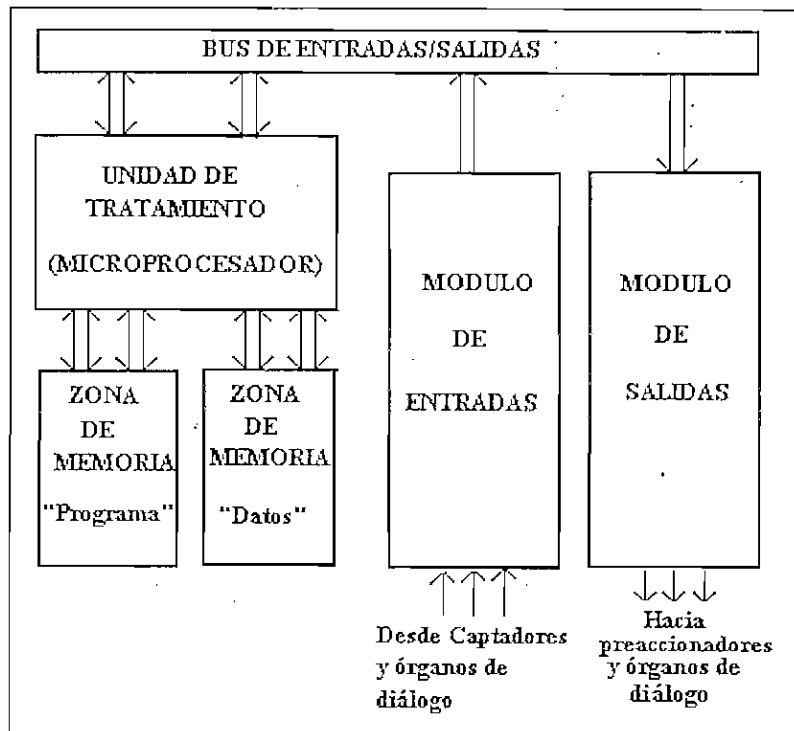 BUS DE ENTRADAS/SALIDAS
UNIDAD DE
TRATAMIENTO
(MICROPROCESADOR)
ZONA
DE
MEMORIA
"Programa"
ZONA
DE
MEMORIA
"Datos"
MODULO
DE
ENTRADAS
MODULO
DE
SALIDAS
Desde Captadores
y órganos de
diálogo
Hacia
preaccionadores
y órganos de
diálogo